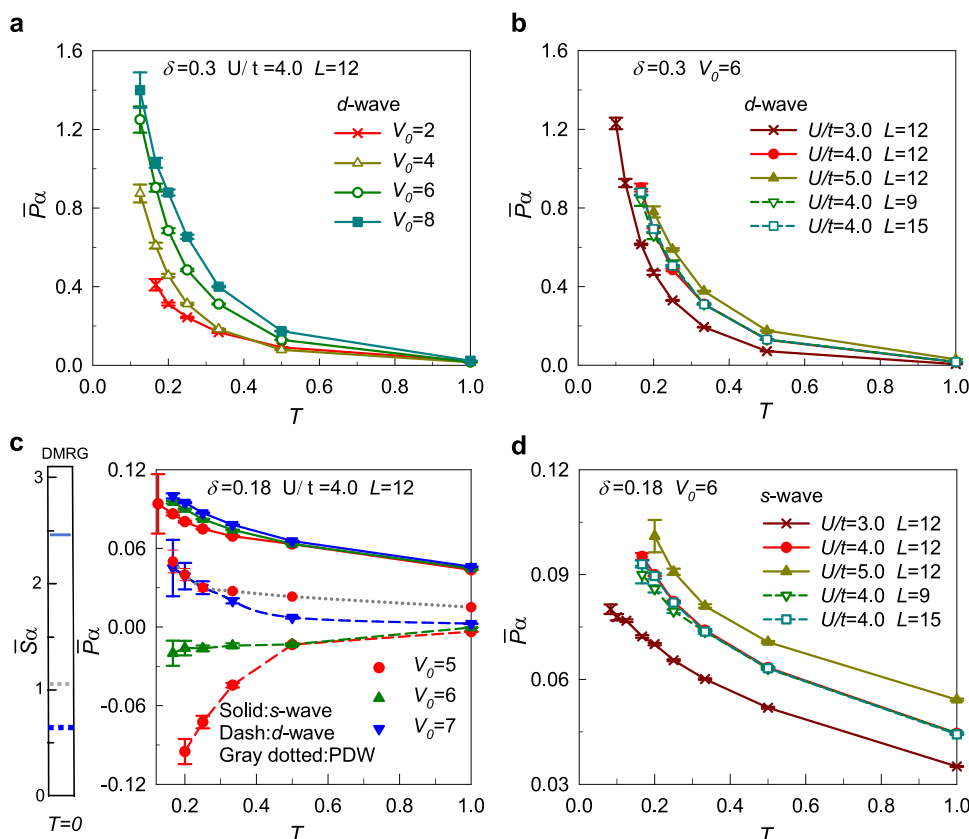 a
δ=0.3 U/ t=4.0 L=12
1.6
1.2
0.8
0.4
0.0
P̅α
d-wave
V₀=2
V₀=4
V₀=6
V₀=8
0.0 0.2 0.4 0.6 0.8 1.0
T
b
δ=0.3 V₀=6
1.6
1.2
0.8
0.4
0.0
P̅α
d-wave
U/t=3.0 L=12
U/t=4.0 L=12
U/t=5.0 L=12
U/t=4.0 L=9
U/t=4.0 L=15
0.0 0.2 0.4 0.6 0.8 1.0
T
c
DMRG
3
2
1
0
S̅α
T=0
δ=0.18 U/ t=4.0 L=12
0.12
0.06
0.00
-0.06
-0.12
P̅α
V₀=5
V₀=6
V₀=7
Solid:s-wave
Dash:d-wave
Gray dotted:PDW
0.2 0.4 0.6 0.8 1.0
T
d
δ=0.18 V₀=6
0.12
0.09
0.06
0.03
P̅α
s-wave
U/t=3.0 L=12
U/t=4.0 L=12
U/t=5.0 L=12
U/t=4.0 L=9
U/t=4.0 L=15
0.0 0.2 0.4 0.6 0.8 1.0
T